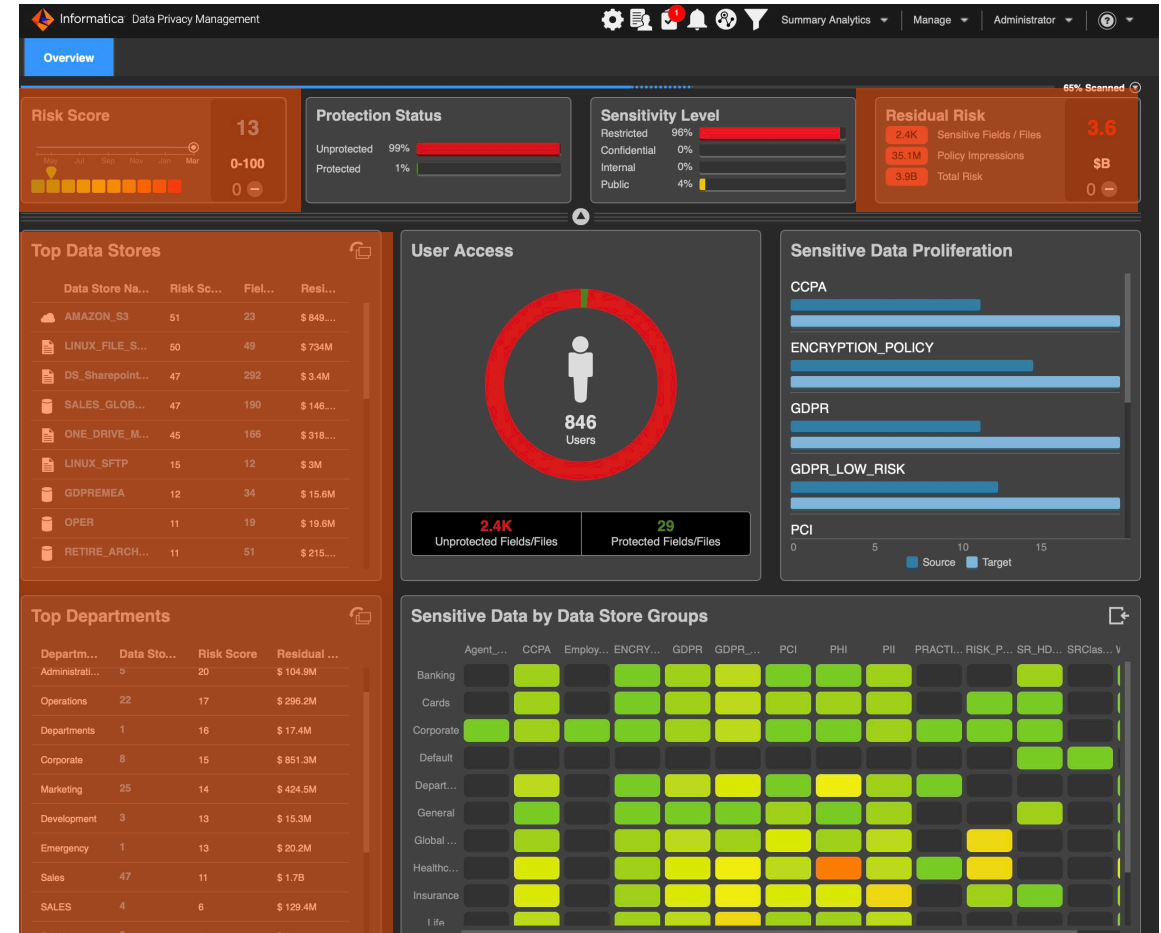 Informatica Data Privacy Management
1
Summary Analytics
Manage
Administrator
?
Overview
65% Scanned
Risk Score
13
0-100
0
May Jul Sep Nov Jan Mar
Protection Status
Unprotected 99%
Protected 1%
Sensitivity Level
Restricted 96%
Confidential 0%
Internal 0%
Public 4%
Residual Risk
2.4K Sensitive Fields / Files
35.1M Policy Impressions
3.9B Total Risk
3.6
$B
0
Top Data Stores
Data Store Na... Risk Sc... Fiel... Resi...
AMAZON_S3 51 23 $ 849....
LINUX_FILE_S... 50 49 $ 734M
DS_Sharepoint... 47 292 $ 3.4M
SALES_GLOB... 47 190 $ 146....
ONE_DRIVE_M... 45 166 $ 318....
LINUX_SFTP 15 12 $ 3M
GDPREMEA 12 34 $ 15.6M
OPER 11 19 $ 19.6M
RETIRE_ARCH... 11 51 $ 215....
User Access
846
Users
2.4K
Unprotected Fields/Files
29
Protected Fields/Files
Sensitive Data Proliferation
CCPA
ENCRYPTION_POLICY
GDPR
GDPR_LOW_RISK
PCI
0 5 10 15
Source Target
Top Departments
Departm... Data Sto... Risk Score Residual ...
Administrati... 5 20 $ 104.9M
Operations 22 17 $ 296.2M
Departments 1 16 $ 17.4M
Corporate 8 15 $ 851.3M
Marketing 25 14 $ 424.5M
Development 3 13 $ 15.3M
Emergency 1 13 $ 20.2M
Sales 47 11 $ 1.7B
SALES 4 6 $ 129.4M
Sensitive Data by Data Store Groups
Agent_... CCPA Employ... ENCRY... GDPR GDPR_... PCI PHI PII PRACTI... RISK_P... SR_HD... SRClas...
Banking
Cards
Corporate
Default
Depart...
General
Global ...
Healthc...
Insurance
Life